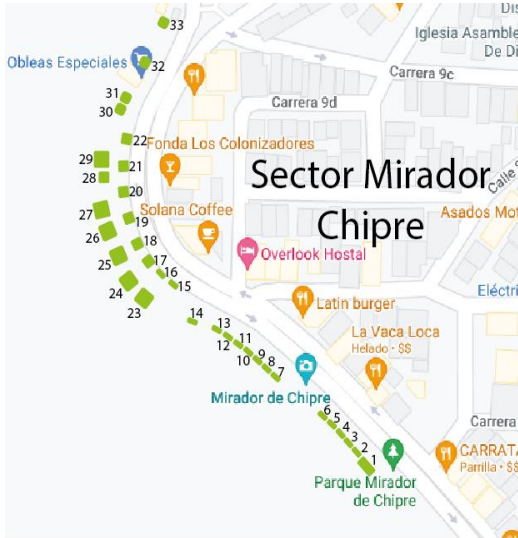 Dis
33
Iglesia Asamble
De Di
Obleas Especiales
32
Carrera 9c
31
30
Carrera 9d
22
Fonda Los Colonizadores
29
21
28
Sector Mirador
Calle 9
20
27
19
Solana Coffee
Chipre
Asados Mot
26
18
Overlook Hostal
25
17
16
15
24
Eléctri
23
Latin burger
14
13
12
11
10
9
8
7
La Vaca Loca
Helado · $$
Mirador de Chipre
6
5
4
3
2
1
Carrera
CARRATA
Parrilla · $$
Parque Mirador
de Chipre